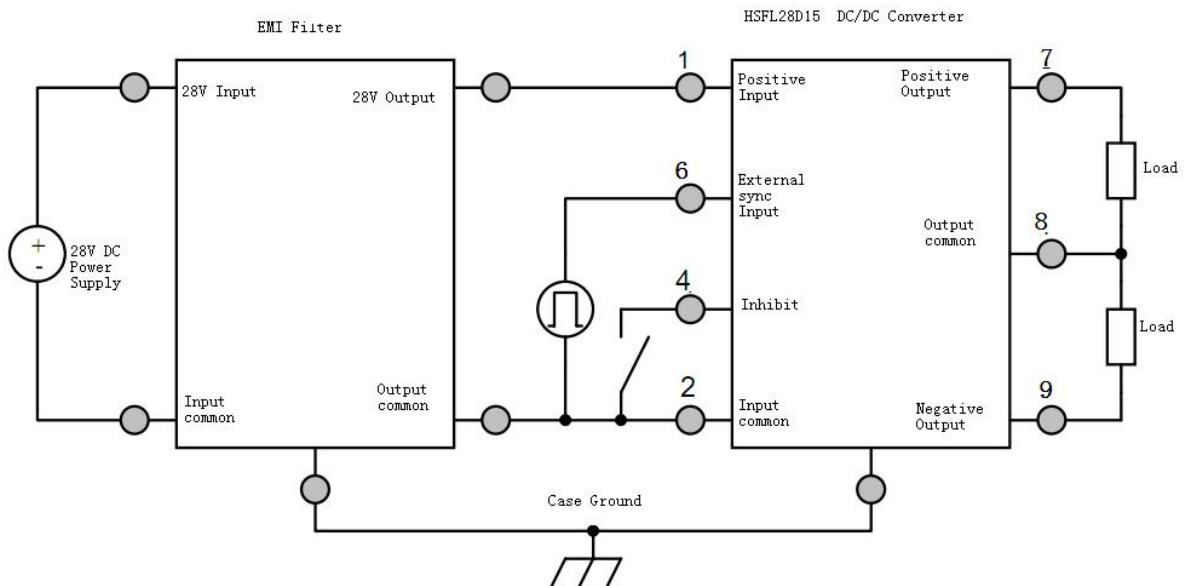 EMI Filter
HSFL28D15 DC/DC Converter
28V Input
28V Output
1
Positive
Input
Positive
Output
7
Load
6
External
sync
Input
Output
common
8
+
-
28V DC
Power
Supply
4
Inhibit
Load
Input
common
Output
common
2
Input
common
Negative
Output
9
Case Ground